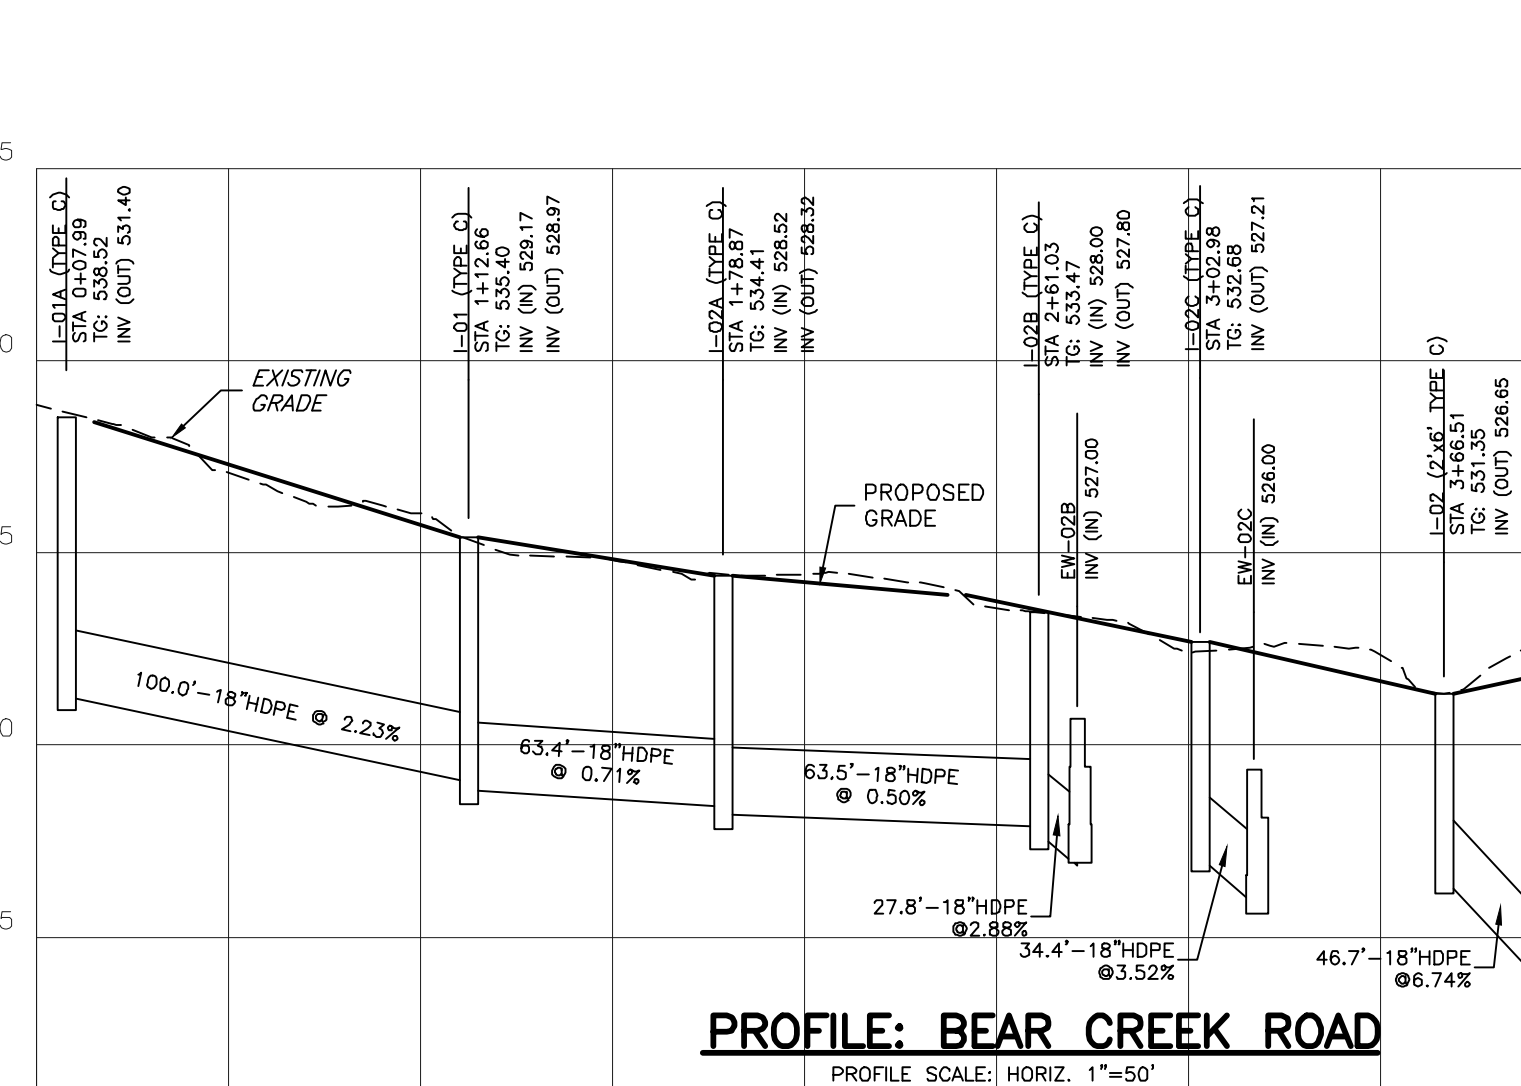 5
0
5
0
5
I-01A (TYPE C)
STA 0+07.99
TG: 538.52
INV (OUT) 531.40
I-01 (TYPE C)
STA 1+12.66
TG: 535.40
INV (IN) 529.17
INV (OUT) 528.97
I-02A (TYPE C)
STA 1+78.87
TG: 534.41
INV (IN) 528.52
INV (OUT) 528.32
I-02B (TYPE C)
STA 2+61.03
TG: 533.47
INV (IN) 528.00
INV (OUT) 527.80
I-02C (TYPE C)
STA 3+02.98
TG: 532.68
INV (OUT) 527.21
I-02 (2'x6' TYPE C)
STA 3+66.51
TG: 531.35
INV (OUT) 526.65
EW-02B
INV (IN) 527.00
EW-02C
INV (IN) 526.00
EXISTING
GRADE
PROPOSED
GRADE
100.0'-18"HDPE @ 2.23%
63.4'-18"HDPE
@ 0.71%
63.5'-18"HDPE
@ 0.50%
27.8'-18"HDPE
@2.88%
34.4'-18"HDPE
@3.52%
46.7'-18"HDPE
@6.74%
PROFILE: BEAR CREEK ROAD
PROFILE SCALE: HORIZ. 1"=50'